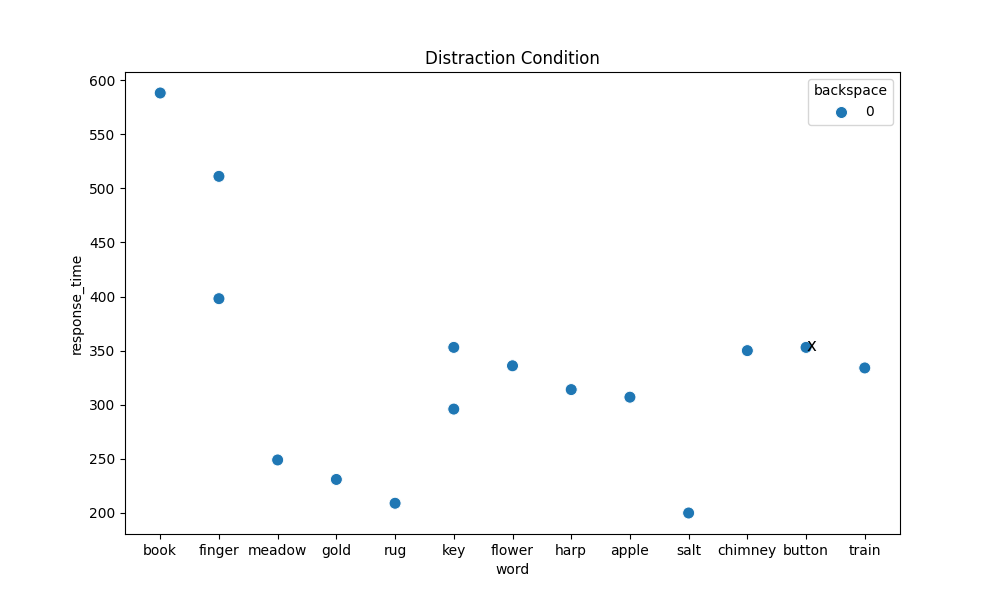 Distraction Condition
backspace
0
600
550
500
450
400
350
300
250
200
response_time
x
book finger meadow gold rug key flower harp apple salt chimney button train
word